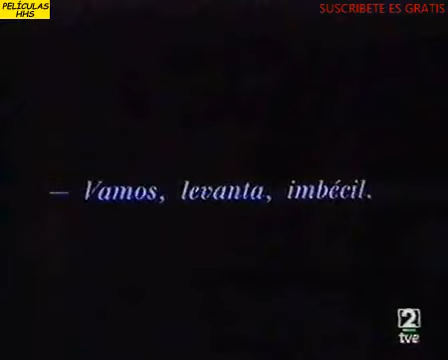 PELÍCULAS
HHS
SUSCRIBETE ES GRATIS
— Vamos, levanta, imbécil.
2
tve